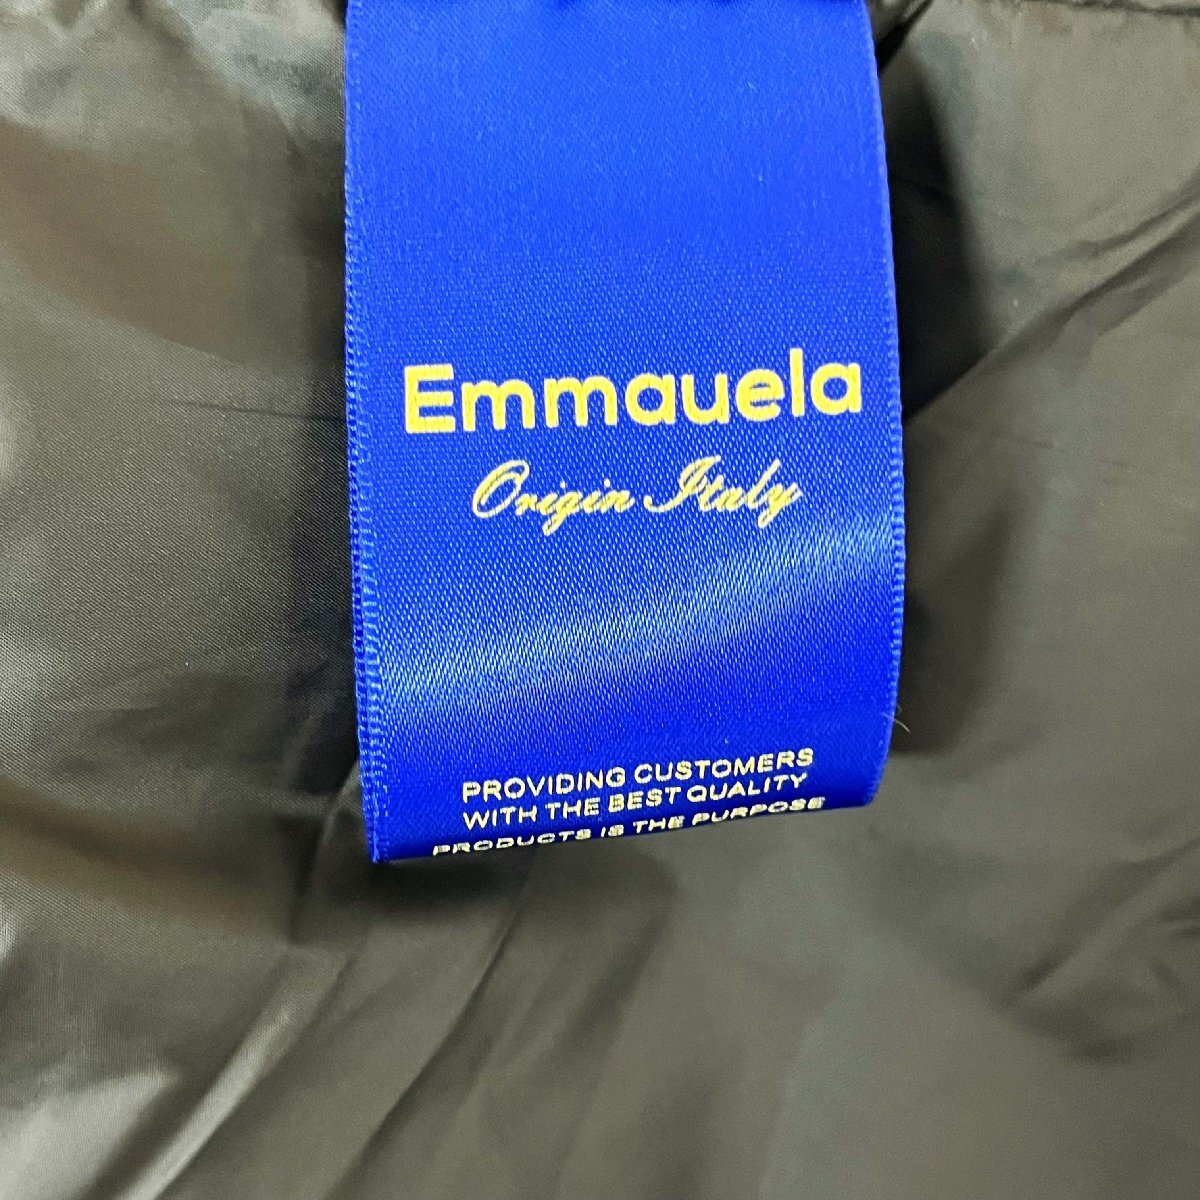 Emmauela
Origin Italy
PROVIDING CUSTOMERS
WITH THE BEST QUALITY
PRODUCTS IS THE PURPOSE